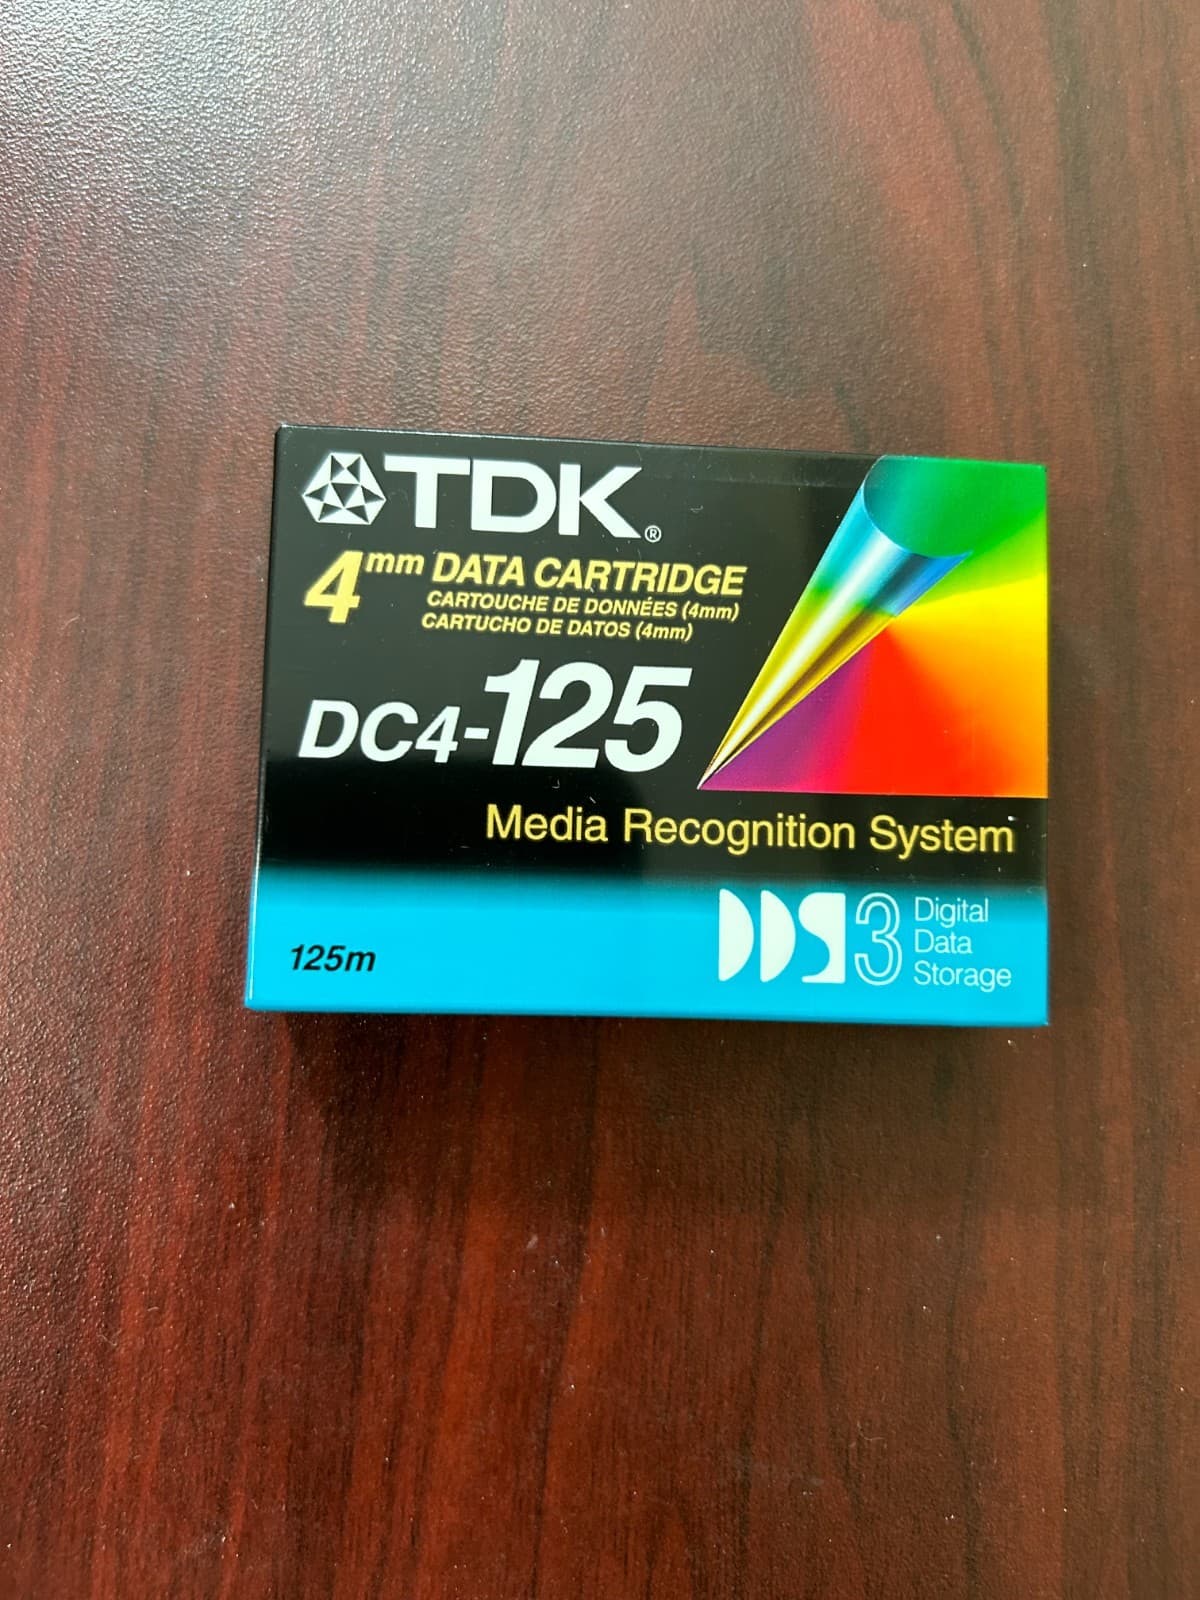 TDK®
4mm DATA CARTRIDGE
CARTOUCHE DE DONNÉES (4mm)
CARTUCHO DE DATOS (4mm)
DC4-125
Media Recognition System
DDS3 Digital
Data
Storage
125m